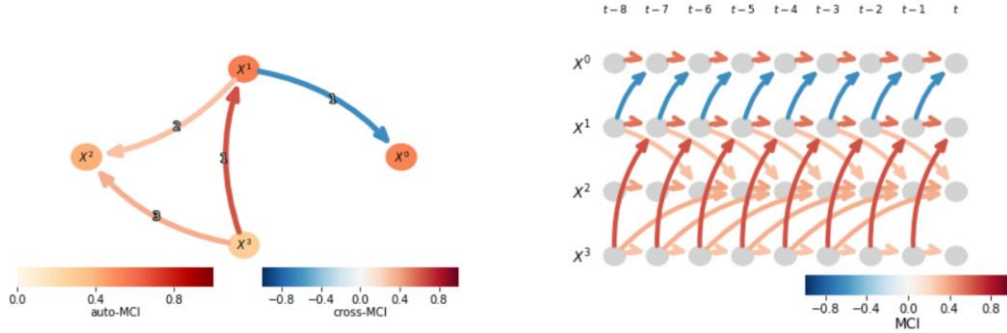 t − 8 t − 7 t − 6 t − 5 t − 4 t − 3 t − 2 t − 1 t
X⁰
X¹
X²
X³
X¹
1
2
X²
1
X⁰
3
X³
0.0 0.4 0.8
auto-MCI
−0.8 −0.4 0.0 0.4 0.8
cross-MCI
−0.8 −0.4 0.0 0.4 0.8
MCI